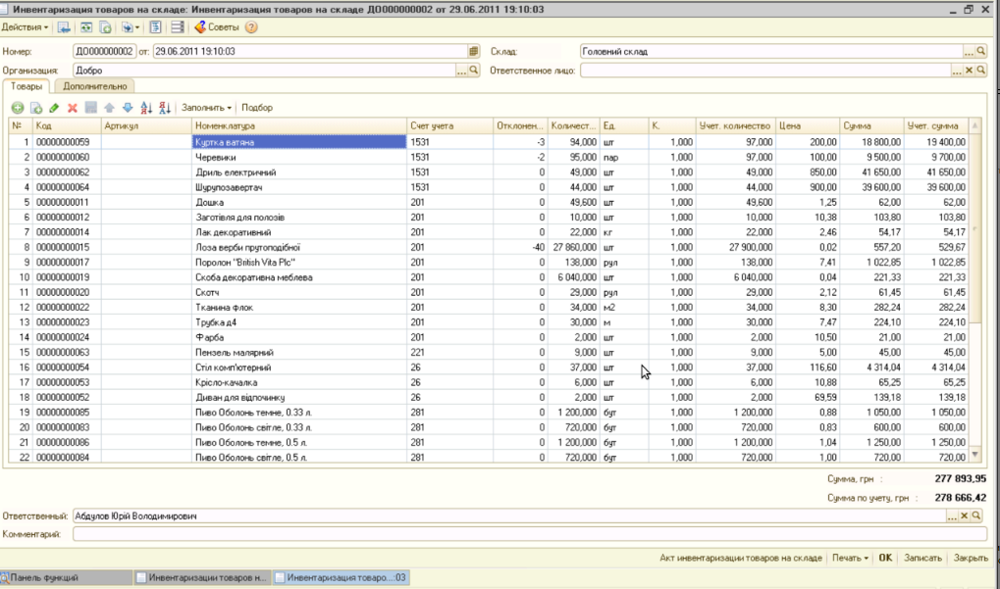 Инвентаризация товаров на складе: Инвентаризация товаров на складе ДО000000002 от 29.06.2011 19:10:03
Действия Советы
Номер: ДО000000002 от: 29.06.2011 19:10:03 Склад: Головний склад
Организация: Добро Ответственное лицо:
Товары Дополнительно
Заполнить Подбор
№ Код Артикул Номенклатура Счет учета Отклонен... Количест... Ед. К. Учет. количество Цена Сумма Учет. сумма
1 00000000059 Куртка ватяна 1531 -3 94,000 шт 1,000 97,000 200,00 18 800,00 19 400,00
2 00000000060 Черевики 1531 -2 95,000 пар 1,000 97,000 100,00 9 500,00 9 700,00
3 00000000062 Дриль електричний 1531 0 49,000 шт 1,000 49,000 850,00 41 650,00 41 650,00
4 00000000064 Шурупозавертач 1531 0 44,000 шт 1,000 44,000 900,00 39 600,00 39 600,00
5 00000000011 Дошка 201 0 49,600 шт 1,000 49,600 1,25 62,00 62,00
6 00000000012 Заготівля для полозів 201 0 10,000 шт 1,000 10,000 10,38 103,80 103,80
7 00000000014 Лак декоративний 201 0 22,000 кг 1,000 22,000 2,46 54,17 54,17
8 00000000015 Лоза верби прутоподібної 201 -40 27 860,000 шт 1,000 27 900,000 0,02 557,20 529,67
9 00000000017 Поролон "British Vita Plc" 201 0 138,000 рул 1,000 138,000 7,41 1 022,85 1 022,85
10 00000000019 Скоба декоративна меблева 201 0 6 040,000 шт 1,000 6 040,000 0,04 221,33 221,33
11 00000000020 Скотч 201 0 29,000 рул 1,000 29,000 2,12 61,45 61,45
12 00000000022 Тканина флок 201 0 34,000 м2 1,000 34,000 8,30 282,24 282,24
13 00000000023 Трубка д4 201 0 30,000 м 1,000 30,000 7,47 224,10 224,10
14 00000000024 Фарба 201 0 2,000 шт 1,000 2,000 10,50 21,00 21,00
15 00000000063 Пензель малярний 221 0 9,000 шт 1,000 9,000 5,00 45,00 45,00
16 00000000054 Стіл комп'ютерний 26 0 37,000 шт 1,000 37,000 116,60 4 314,04 4 314,04
17 00000000053 Крісло-качалка 26 0 6,000 шт 1,000 6,000 10,88 65,25 65,25
18 00000000052 Диван для відпочинку 26 0 2,000 шт 1,000 2,000 69,59 139,18 139,18
19 00000000085 Пиво Оболонь темне, 0.33 л. 281 0 1 200,000 бут 1,000 1 200,000 0,88 1 050,00 1 050,00
20 00000000083 Пиво Оболонь світле, 0.33 л. 281 0 720,000 бут 1,000 720,000 0,83 600,00 600,00
21 00000000086 Пиво Оболонь темне, 0.5 л. 281 0 1 200,000 бут 1,000 1 200,000 1,04 1 250,00 1 250,00
22 00000000084 Пиво Оболонь світле, 0.5 л. 281 0 720,000 бут 1,000 720,000 1,00 720,00 720,00
Сумма, грн : 277 893,95
Сумма по учету, грн : 278 666,42
Ответственный: Абдулов Юрій Володимирович
Комментарий:
Акт инвентаризации товаров на складе Печать OK Записать Закрыть
Панель функций Инвентаризации товаров н... Инвентаризация товаро...:03